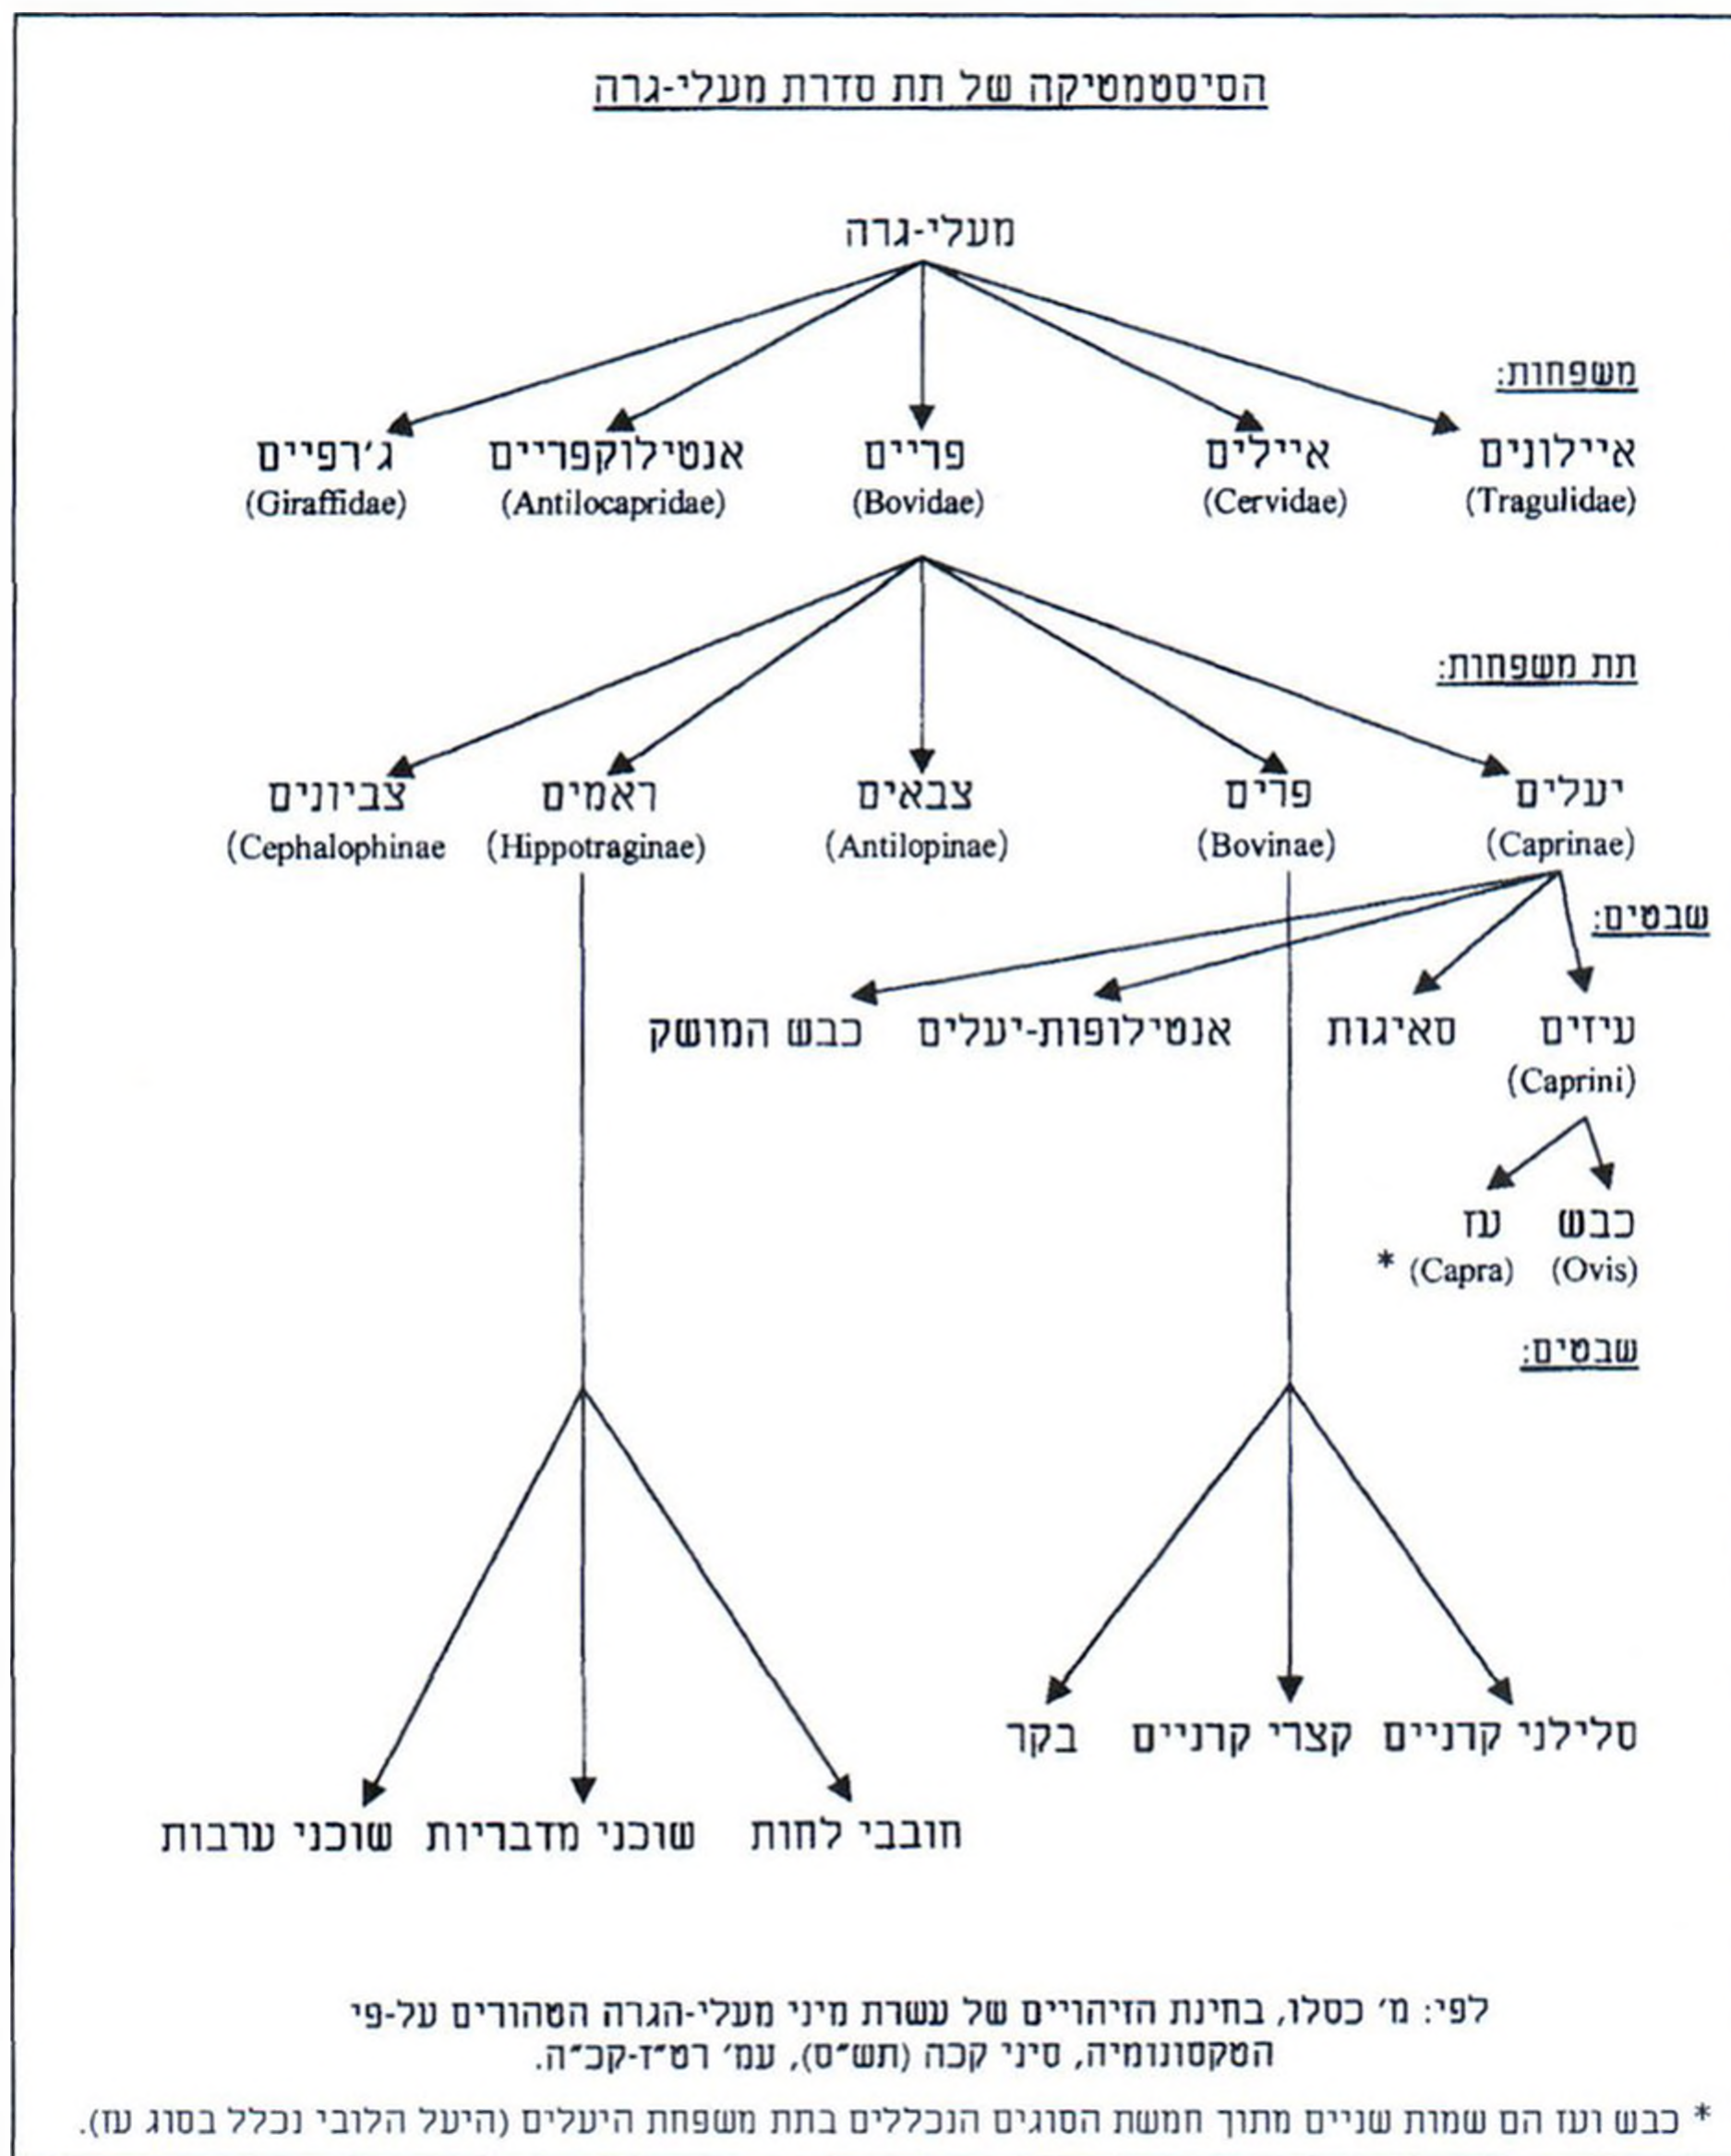 הסיסטמטיקה של תת סדרת מעלי-גרה
מעלי-גרה
משפחות:
איילונים איילים פריים אנטילוקפריים ג'רפיים
(Tragulidae) (Cervidae) (Bovidae) (Antilocapridae) (Giraffidae)
תת משפחות:
יעלים פרים צבאים ראמים צביונים
(Caprinae) (Bovinae) (Antilopinae) (Hippotraginae) (Cephalophinae
שבטים:
עיזים סאיגות אנטילופות-יעלים כבש המושק
(Caprini)
כבש עז
(Ovis) (Capra) *
שבטים:
סלילני קרניים קצרי קרניים בקר
חובבי לחות שוכני מדבריות שוכני ערבות
לפי: מ' כסלו, בחינת הזיהויים של עשרת מיני מעלי-הגרה הטהורים על-פי
הטקסונומיה, סיני קכה (תש"ס), עמ' רט"ז-קכ"ה.
* כבש ועז הם שמות שניים מתוך חמשת הסוגים הנכללים בתת משפחת היעלים (היעל הלובי נכלל בסוג עז).